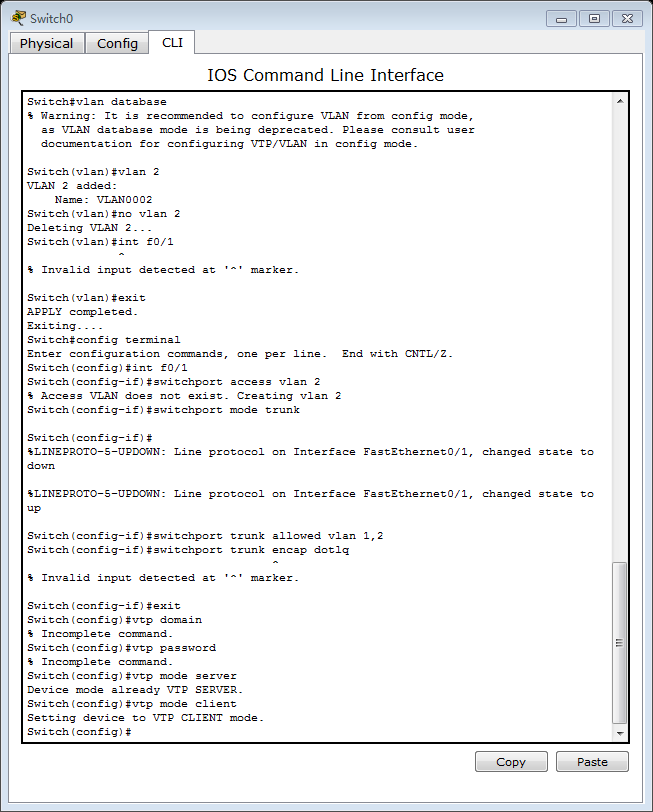 Switch0
Physical
Config
CLI
IOS Command Line Interface
Switch#vlan database
% Warning: It is recommended to configure VLAN from config mode,
  as VLAN database mode is being deprecated. Please consult user
  documentation for configuring VTP/VLAN in config mode.
Switch(vlan)#vlan 2
VLAN 2 added:
    Name: VLAN0002
Switch(vlan)#no vlan 2
Deleting VLAN 2...
Switch(vlan)#int f0/1
             ^
% Invalid input detected at '^' marker.
Switch(vlan)#exit
APPLY completed.
Exiting....
Switch#config terminal
Enter configuration commands, one per line.  End with CNTL/Z.
Switch(config)#int f0/1
Switch(config-if)#switchport access vlan 2
% Access VLAN does not exist. Creating vlan 2
Switch(config-if)#switchport mode trunk
Switch(config-if)#
%LINEPROTO-5-UPDOWN: Line protocol on Interface FastEthernet0/1, changed state to
down
%LINEPROTO-5-UPDOWN: Line protocol on Interface FastEthernet0/1, changed state to
up
Switch(config-if)#switchport trunk allowed vlan 1,2
Switch(config-if)#switchport trunk encap dotlq
                                   ^
% Invalid input detected at '^' marker.
Switch(config-if)#exit
Switch(config)#vtp domain
% Incomplete command.
Switch(config)#vtp password
% Incomplete command.
Switch(config)#vtp mode server
Device mode already VTP SERVER.
Switch(config)#vtp mode client
Setting device to VTP CLIENT mode.
Switch(config)#
Copy
Paste